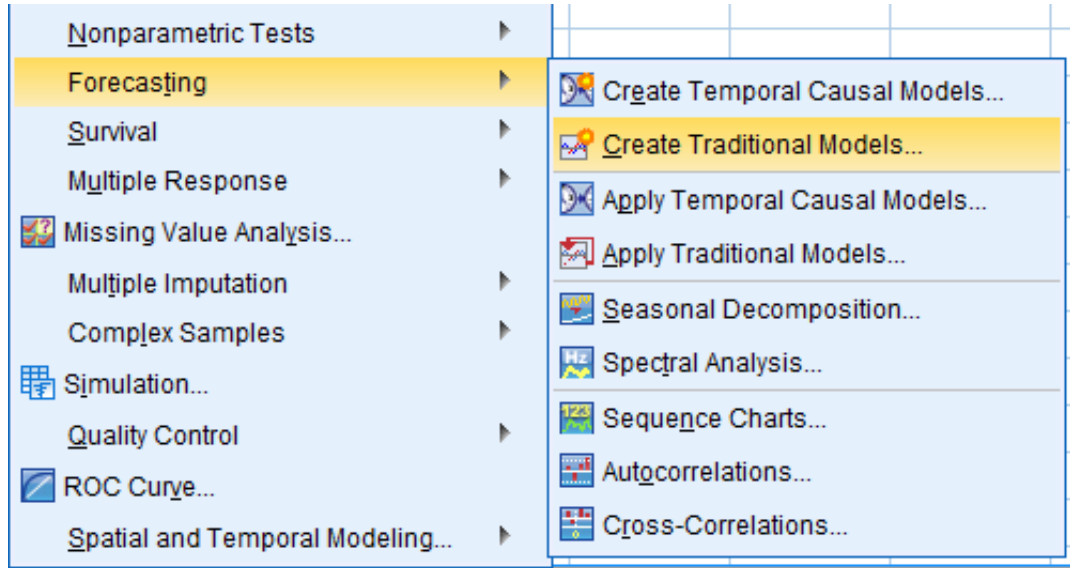 Nonparametric Tests
Forecasting
Survival
Multiple Response
Missing Value Analysis...
Multiple Imputation
Complex Samples
Simulation...
Quality Control
ROC Curve...
Spatial and Temporal Modeling...
Create Temporal Causal Models...
Create Traditional Models...
Apply Temporal Causal Models...
Apply Traditional Models...
Seasonal Decomposition...
Hz
Spectral Analysis...
123
Sequence Charts...
Autocorrelations...
Cross-Correlations...